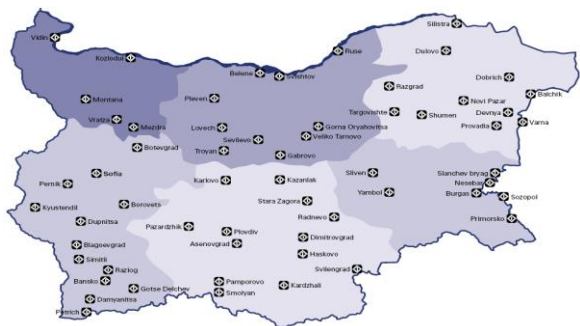 Silistra
Vidin
Ruse
Dulovo
Kozlodui
Belene
Svishtov
Dobrich
Razgrad
Balchik
Montana
Pleven
Novi Pazar
Targovishte
Shumen
Devnya
Vratza
Varna
Mezdra
Lovech
Gorna Oryahovitsa
Provadia
Sevlievo
Veliko Tarnovo
Botevgrad
Troyan
Gabrovo
Sofia
Karlovo
Kazanlak
Sliven
Slanchev bryag
Pernik
Nesebar
Yambol
Burgas
Sozopol
Kyustendil
Borovets
Stara Zagora
Dupnitsa
Radnevo
Primorsko
Pazardzhik
Plovdiv
Blagoevgrad
Asenovgrad
Dimitrovgrad
Simitli
Haskovo
Razlog
Svilengrad
Bansko
Pamporovo
Gotse Delchev
Smolyan
Kardzhali
Damyanitsa
Petrich